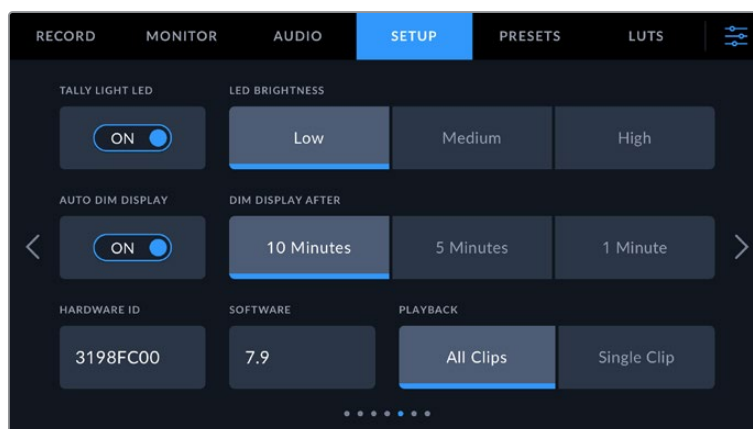 RECORD MONITOR AUDIO SETUP PRESETS LUTS
TALLY LIGHT LED LED BRIGHTNESS
ON Low Medium High
AUTO DIM DISPLAY DIM DISPLAY AFTER
ON 10 Minutes 5 Minutes 1 Minute
HARDWARE ID SOFTWARE PLAYBACK
3198FC00 7.9 All Clips Single Clip